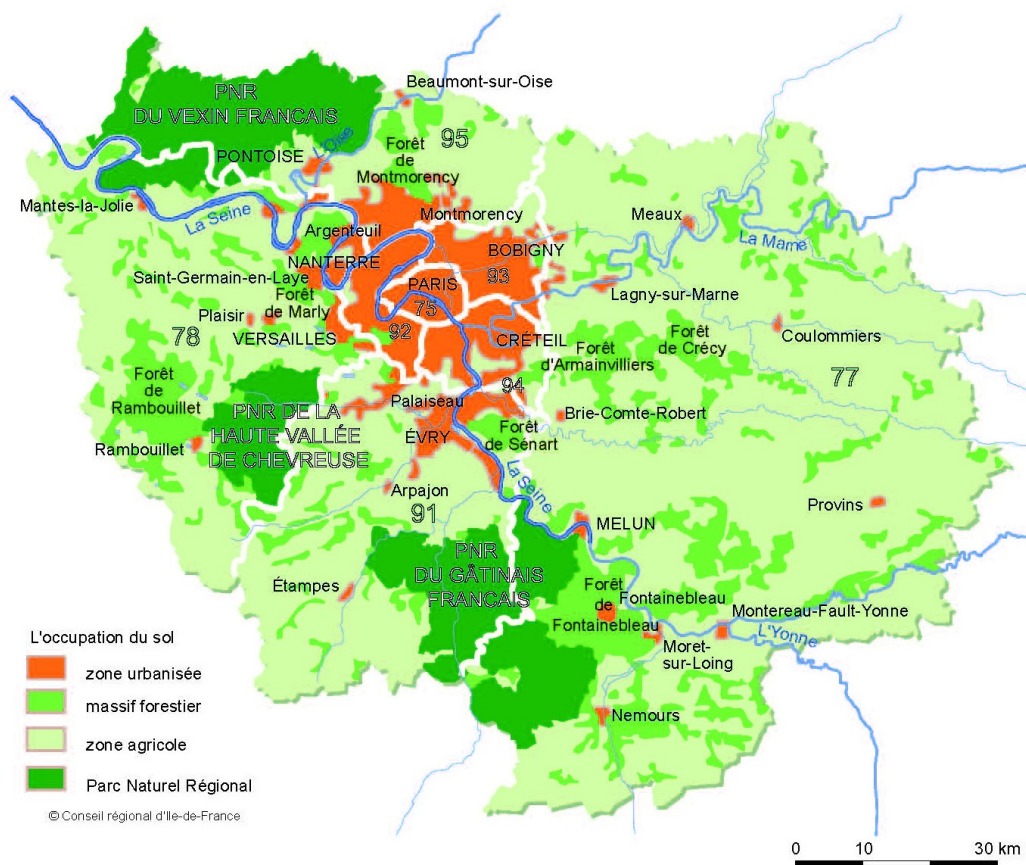 Beaumont-sur-Oise
PNR
DU VEXIN FRANCAIS
95
L'Oise
PONTOISE
Forêt
de
Montmorency
Mantes-la-Jolie
La Seine
Montmorency
Meaux
La Marne
Argenteuil
BOBIGNY
NANTERRE
Saint-Germain-en-Laye
PARIS
93
75
Lagny-sur-Marne
Forêt
de Marly
Plaisir
78
VERSAILLES
92
CRÉTEIL
Coulommiers
Forêt
de Crécy
Forêt
d'Armainvilliers
77
Forêt
de
Rambouillet
94
Palaiseau
PNR DE LA
HAUTE VALLÉE
DE CHEVREUSE
Brie-Comte-Robert
ÉVRY
Forêt
de Sénart
Rambouillet
La Seine
Arpajon
91
Provins
MELUN
PNR
DU GÂTINAIS
FRANCAIS
Étampes
Forêt
de
Fontainebleau
Fontainebleau
Montereau-Fault-Yonne
L'Yonne
Moret-
sur-Loing
Nemours
L'occupation du sol
zone urbanisée
massif forestier
zone agricole
Parc Naturel Régional
© Conseil régional d'Ile-de-France
0 10 30 km